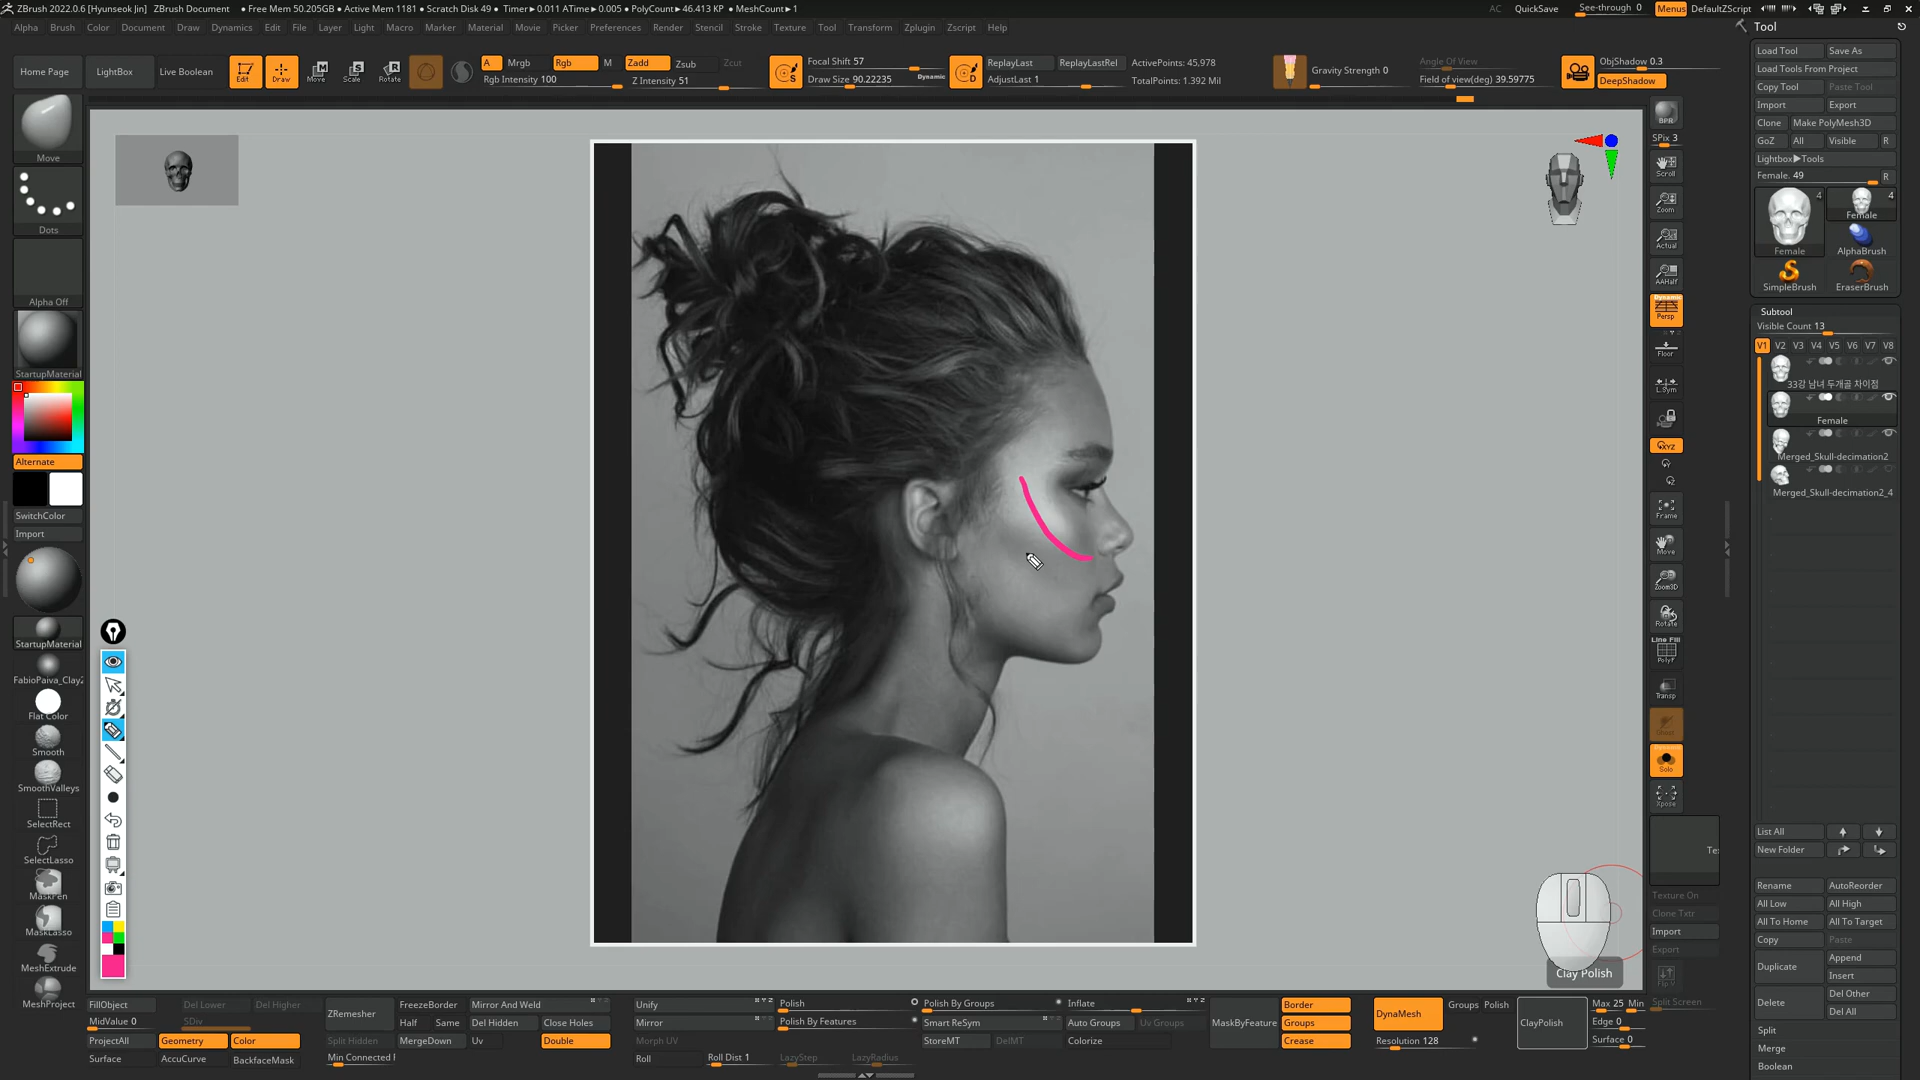 ZBrush 2022.0.6 [Hyunseok Jin] ZBrush Document ● Free Mem 50.205GB ● Active Mem 1181 ● Scratch Disk 49 ● Timer►0.011 ATime►0.005 ● PolyCount►46.413 KP ● MeshCount►1
AC QuickSave See-through 0 Menus DefaultZScript
Alpha Brush Color Document Draw Dynamics Edit File Layer Light Macro Marker Material Movie Picker Preferences Render Stencil Stroke Texture Tool Transform Zplugin Zscript Help
Home Page LightBox Live Boolean Edit Draw Move Scale Rotate
A Mrgb Rgb M Zadd Zsub Zcut
Rgb Intensity 100 Z Intensity 51
Focal Shift 57
Draw Size 90.22235 Dynamic
ReplayLast ReplayLastRel
AdjustLast 1
ActivePoints: 45,978
TotalPoints: 1.392 Mil
Gravity Strength 0
Angle Of View
Field of view(deg) 39.59775
ObjShadow 0.3
DeepShadow
Move
Dots
Alpha Off
StartupMaterial
Alternate
SwitchColor
Import
StartupMaterial
FabioPaiva_Clay2
Flat Color
Smooth
SmoothValleys
SelectRect
SelectLasso
MaskPen
MaskLasso
MeshExtrude
MeshProject
BPR
SPix 3
Scroll
Zoom
Actual
AAHalf
Dynamic
Persp
Floor
L.Sym
XYZ
Frame
Move
Zoom3D
Rotate
Line Fill
PolyF
Transp
Ghost
Dynamic
Solo
Xpose
Texture On
Clone Txtr
Import
Export
Flip V
Split Screen
Clay Polish
Tool
Load Tool Save As
Load Tools From Project
Copy Tool Paste Tool
Import Export
Clone Make PolyMesh3D
GoZ All Visible R
Lightbox►Tools
Female. 49 R
4 4
Female
Female AlphaBrush
SimpleBrush EraserBrush
Subtool
Visible Count 13
V1 V2 V3 V4 V5 V6 V7 V8
33강 남녀 두개골 차이점
Female
Merged_Skull-decimation2
Merged_Skull-decimation2_4
List All
New Folder
Rename AutoReorder
All Low All High
All To Home All To Target
Copy Paste
Duplicate Append
Insert
Delete Del Other
Del All
Split
Merge
Boolean
FillObject Del Lower Del Higher
MidValue 0 SDiv
ProjectAll Geometry Color
Surface AccuCurve BackfaceMask
ZRemesher
Split Hidden
FreezeBorder
Half Same
MergeDown
Min Connected
Mirror And Weld
Del Hidden Close Holes
Uv Double
Unify
Mirror
Morph UV
Roll Roll Dist 1
Polish
Polish By Features
LazyStep LazyRadius
Polish By Groups
Smart ReSym
StoreMT DelMT
Inflate
Auto Groups Uv Groups
Colorize
MaskByFeature
Border
Groups
Crease
DynaMesh Groups Polish
Resolution 128
ClayPolish
Max 25 Min
Edge 0
Surface 0